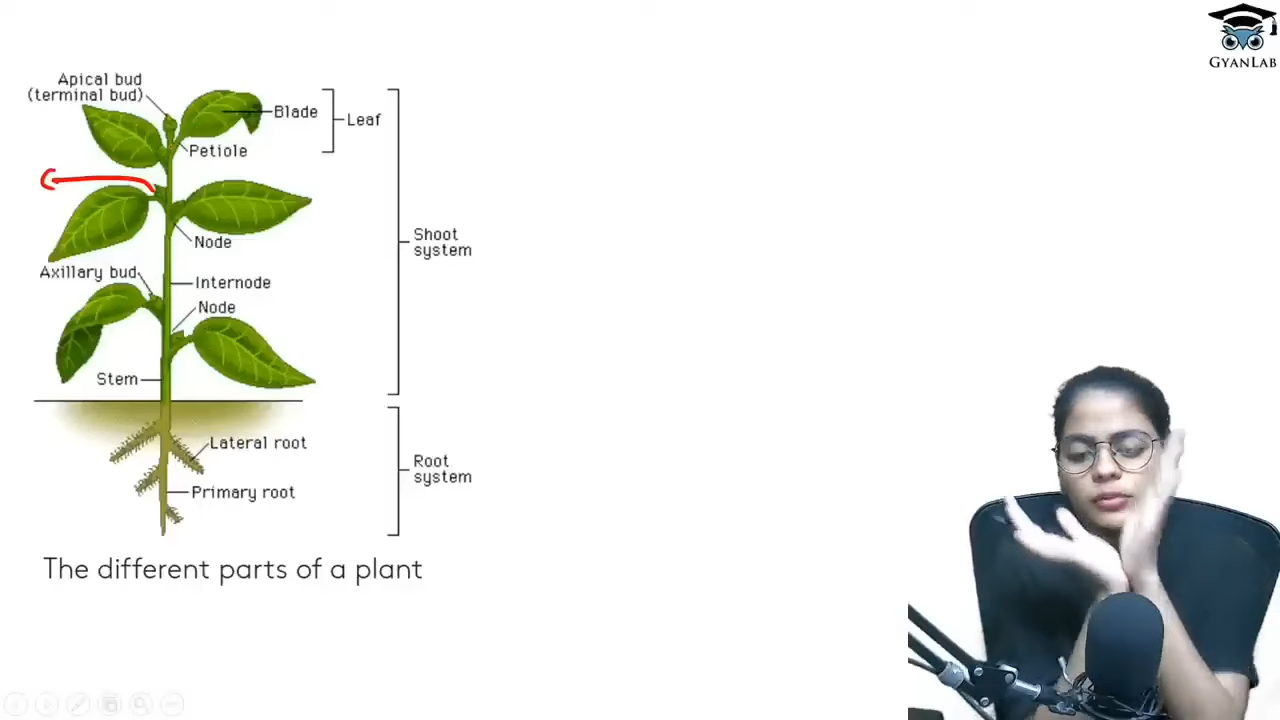 GYANLAB
Apical bud
(terminal bud)
Blade
Leaf
Petiole
Node
Shoot
system
Axillary bud
Internode
Node
Stem
Lateral root
Root
system
Primary root
The different parts of a plant